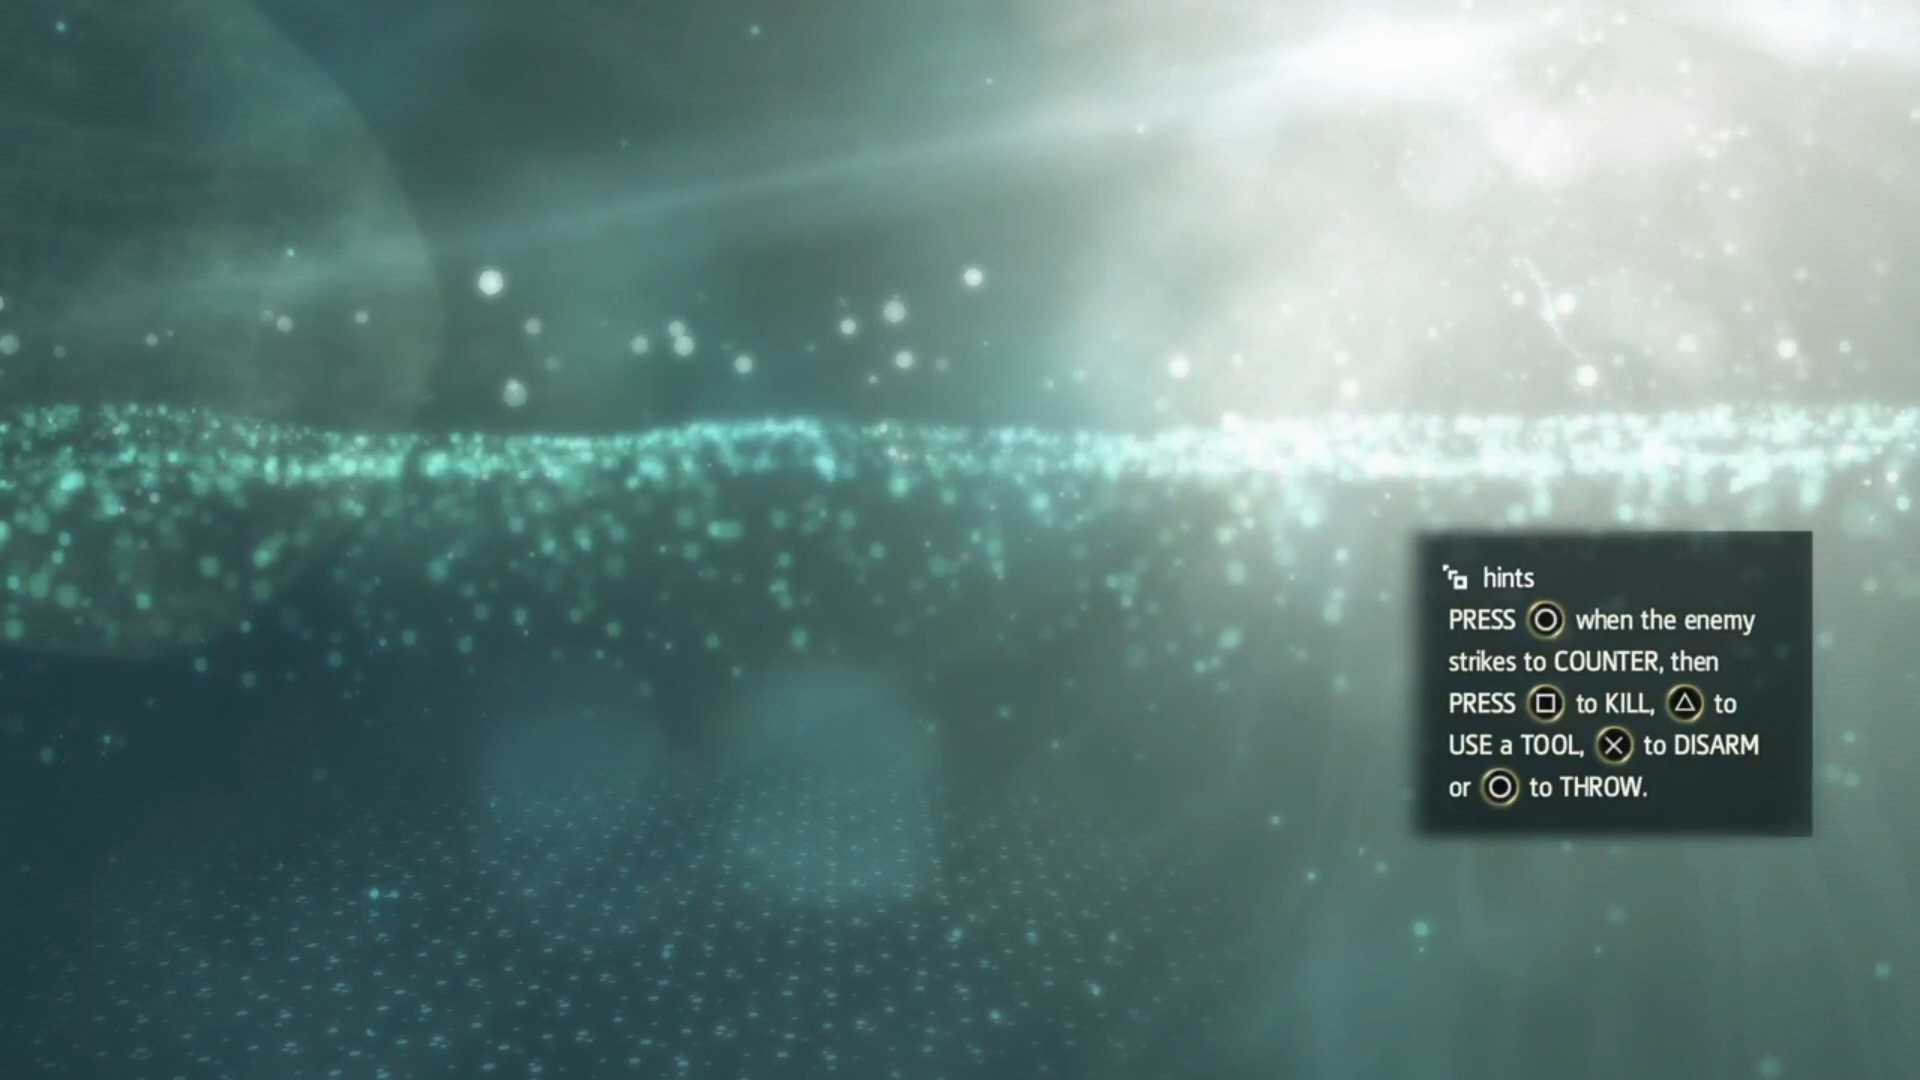 hints
PRESS ◯ when the enemy
strikes to COUNTER, then
PRESS □ to KILL, △ to
USE a TOOL, ✕ to DISARM
or ◯ to THROW.